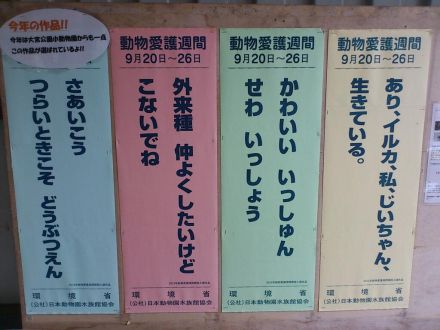 今年の作品!!
今年は大宮公園小動物園からも一点
この作品が選ばれているよ!!
さあいこう
つらいときこそ どうぶつえん
環境省
(公社)日本動物園水族館協会
動物愛護週間
9月20日~26日
外来種 仲よくしたいけど
こないでね
環境省
(公社)日本動物園水族館協会
動物愛護週間
9月20日~26日
かわいい いっしゅん
せわ いっしょう
環境省
(公社)日本動物園水族館協会
動物愛護週間
9月20日~26日
あり、イルカ、私、じいちゃん、
生きている。
環境省
(公社)日本動物園水族館協会